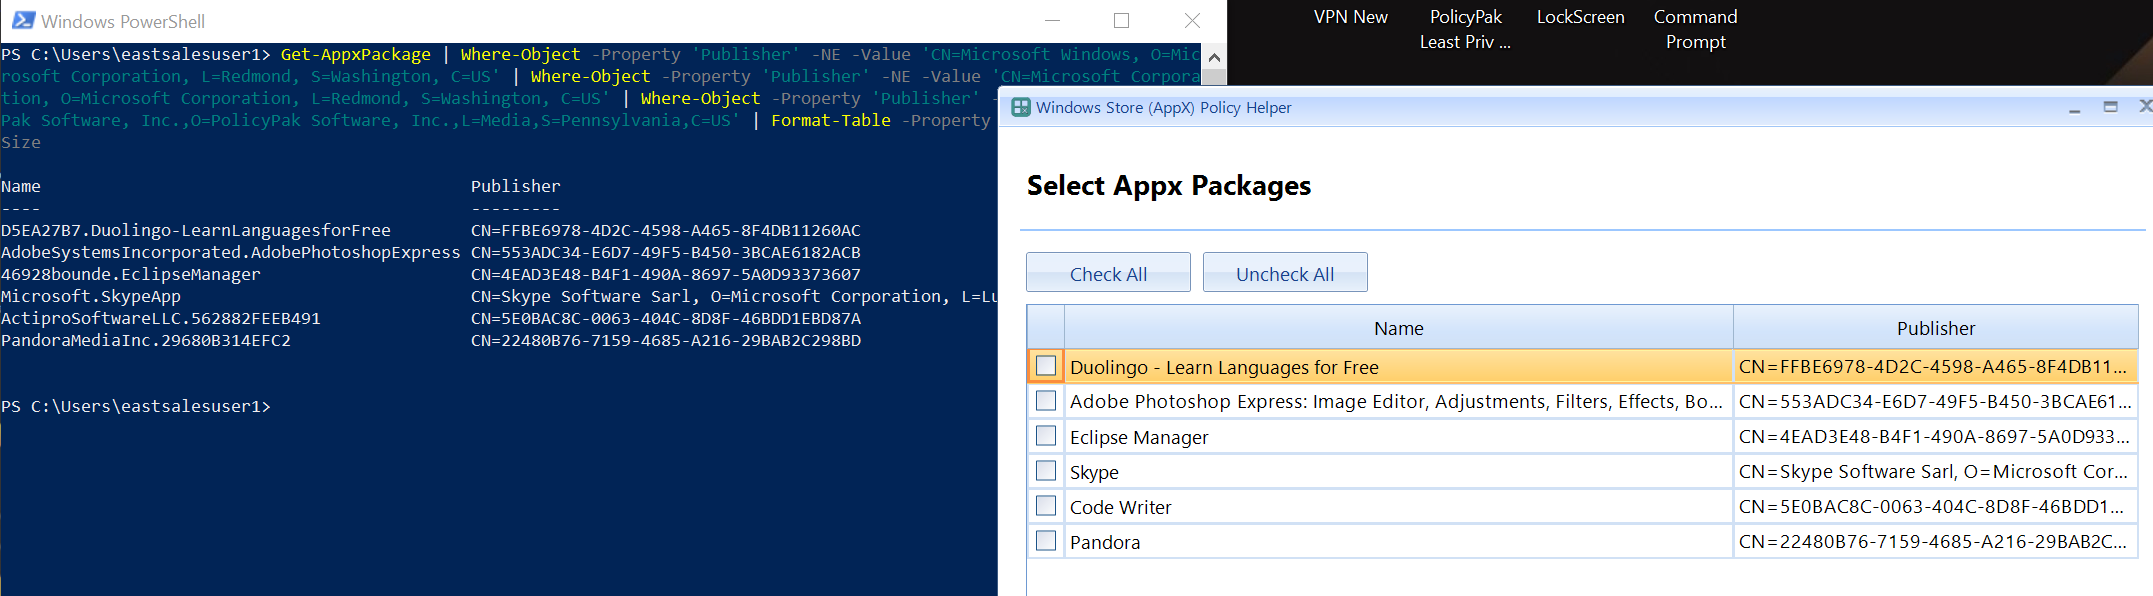 Windows PowerShell
PS C:\Users\eastsalesuser1> Get-AppxPackage | Where-Object -Property 'Publisher' -NE -Value 'CN=Microsoft Windows, O=Mic
rosoft Corporation, L=Redmond, S=Washington, C=US' | Where-Object -Property 'Publisher' -NE -Value 'CN=Microsoft Corpora
tion, O=Microsoft Corporation, L=Redmond, S=Washington, C=US' | Where-Object -Property 'Publisher' -
Pak Software, Inc.,O=PolicyPak Software, Inc.,L=Media,S=Pennsylvania,C=US' | Format-Table -Property
Size
Name Publisher
---- ---------
D5EA27B7.Duolingo-LearnLanguagesforFree CN=FFBE6978-4D2C-4598-A465-8F4DB11260AC
AdobeSystemsIncorporated.AdobePhotoshopExpress CN=553ADC34-E6D7-49F5-B450-3BCAE6182ACB
46928bounde.EclipseManager CN=4EAD3E48-B4F1-490A-8697-5A0D93373607
Microsoft.SkypeApp CN=Skype Software Sarl, O=Microsoft Corporation, L=Lu
ActiproSoftwareLLC.562882FEEB491 CN=5E0BAC8C-0063-404C-8D8F-46BDD1EBD87A
PandoraMediaInc.29680B314EFC2 CN=22480B76-7159-4685-A216-29BAB2C298BD
PS C:\Users\eastsalesuser1>
VPN New
PolicyPak
Least Priv ...
LockScreen
Command
Prompt
Windows Store (AppX) Policy Helper
Select Appx Packages
Check All Uncheck All
Name Publisher
Duolingo - Learn Languages for Free CN=FFBE6978-4D2C-4598-A465-8F4DB11...
Adobe Photoshop Express: Image Editor, Adjustments, Filters, Effects, Bo... CN=553ADC34-E6D7-49F5-B450-3BCAE61...
Eclipse Manager CN=4EAD3E48-B4F1-490A-8697-5A0D933...
Skype CN=Skype Software Sarl, O=Microsoft Cor...
Code Writer CN=5E0BAC8C-0063-404C-8D8F-46BDD1...
Pandora CN=22480B76-7159-4685-A216-29BAB2C...